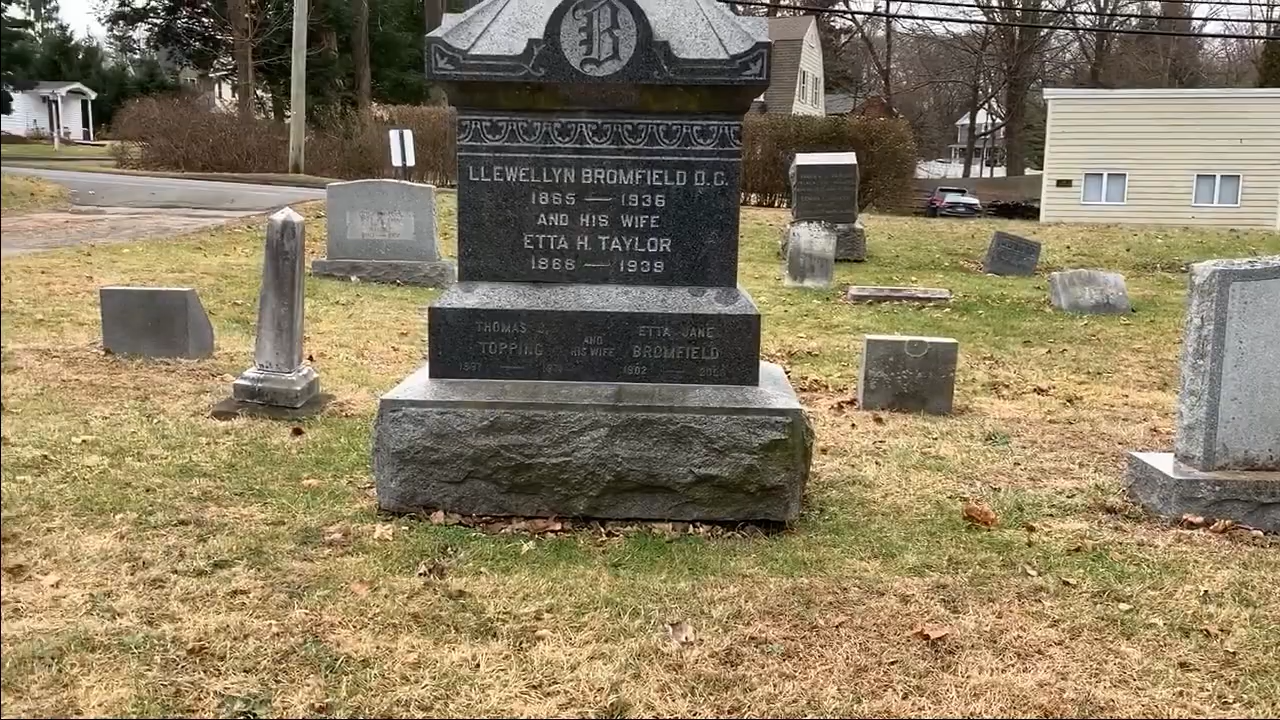 B
LLEWELLYN BROMFIELD D.C.
1865 — 1936
AND HIS WIFE
ETTA H. TAYLOR
1866 — 1939
THOMAS J.
TOPPING
1897 —
AND
HIS WIFE
ETTA JANE
BROMFIELD
1902 —